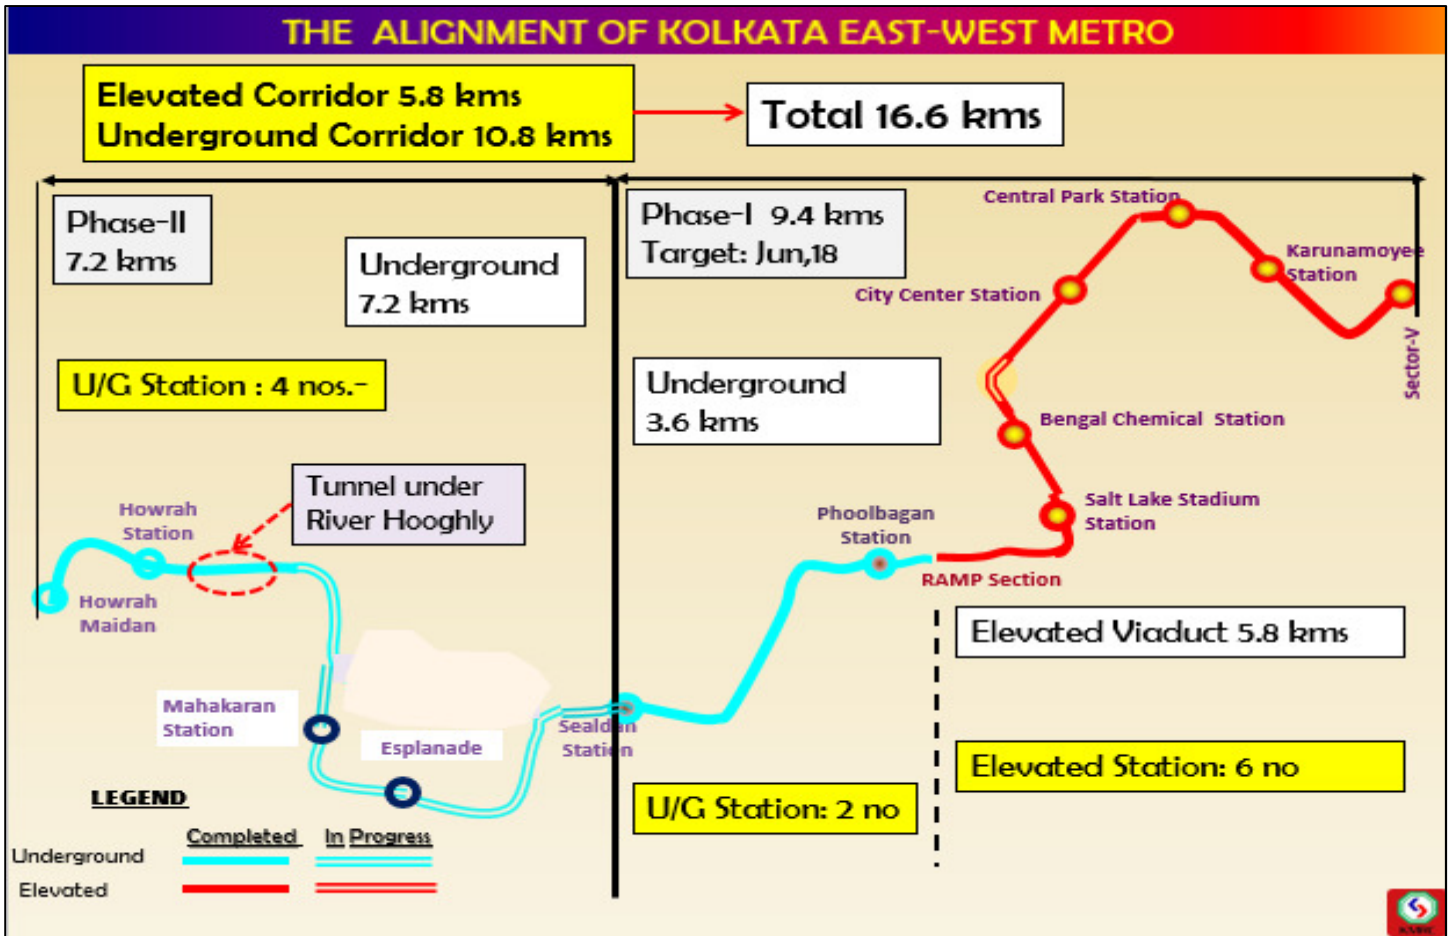 THE ALIGNMENT OF KOLKATA EAST-WEST METRO
Elevated Corridor 5.8 kms
Underground Corridor 10.8 kms
Total 16.6 kms
Phase-II
7.2 kms
Underground
7.2 kms
U/G Station : 4 nos.-
Phase-I 9.4 kms
Target: Jun,18
Underground
3.6 kms
Central Park Station
Karunamoyee
Station
City Center Station
Sector-V
Bengal Chemical Station
Salt Lake Stadium
Station
Phoolbagan
Station
RAMP Section
Tunnel under
River Hooghly
Howrah
Station
Howrah
Maidan
Mahakaran
Station
Esplanade
Sealdah
Station
Elevated Viaduct 5.8 kms
Elevated Station: 6 no
U/G Station: 2 no
LEGEND
Completed In Progress
Underground
Elevated